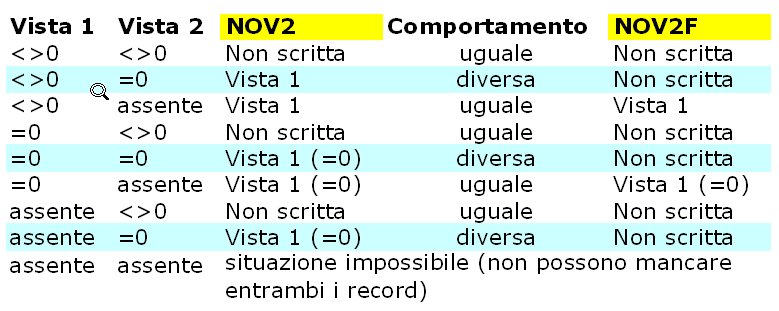 Vista 1 Vista 2 NOV2 Comportamento NOV2F
<>0 <>0 Non scritta uguale Non scritta
<>0 =0 Vista 1 diversa Non scritta
<>0 assente Vista 1 uguale Vista 1
=0 <>0 Non scritta uguale Non scritta
=0 =0 Vista 1 (=0) diversa Non scritta
=0 assente Vista 1 (=0) uguale Vista 1 (=0)
assente <>0 Non scritta uguale Non scritta
assente =0 Vista 1 (=0) diversa Non scritta
assente assente situazione impossibile (non possono mancare
entrambi i record)